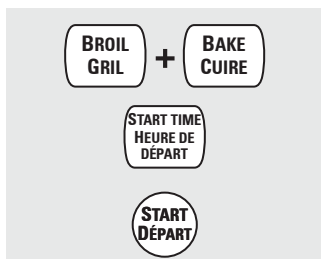 BROIL
GRIL
+
BAKE
CUIRE
START TIME
HEURE DE
DÉPART
START
DÉPART